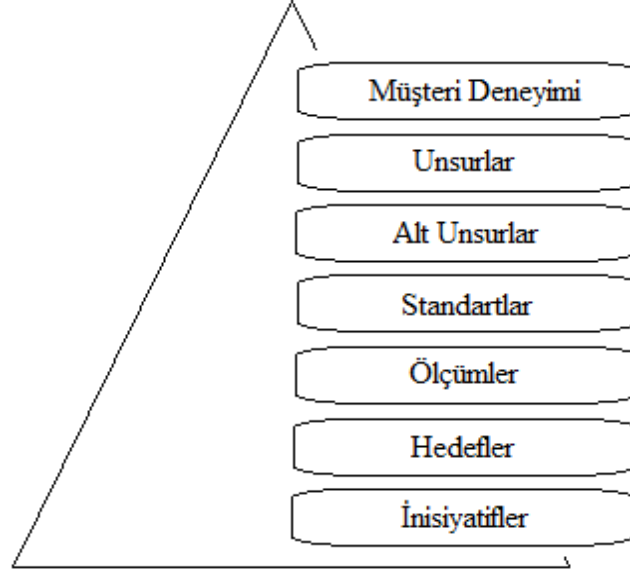 Müşteri Deneyimi
Unsurlar
Alt Unsurlar
Standartlar
Ölçümler
Hedefler
İnisiyatifler